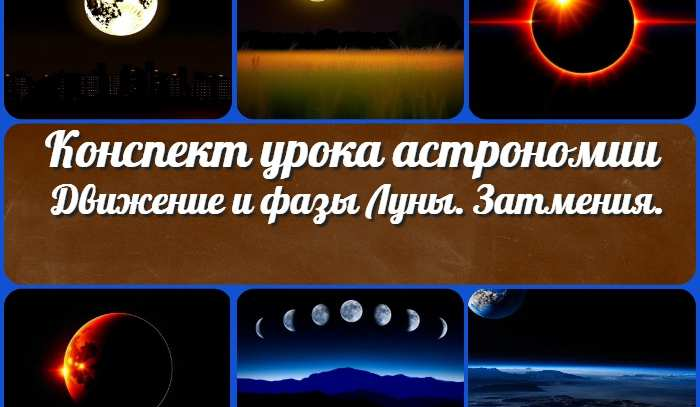 Конспект урока астрономии
Движение и фазы Луны. Затмения.